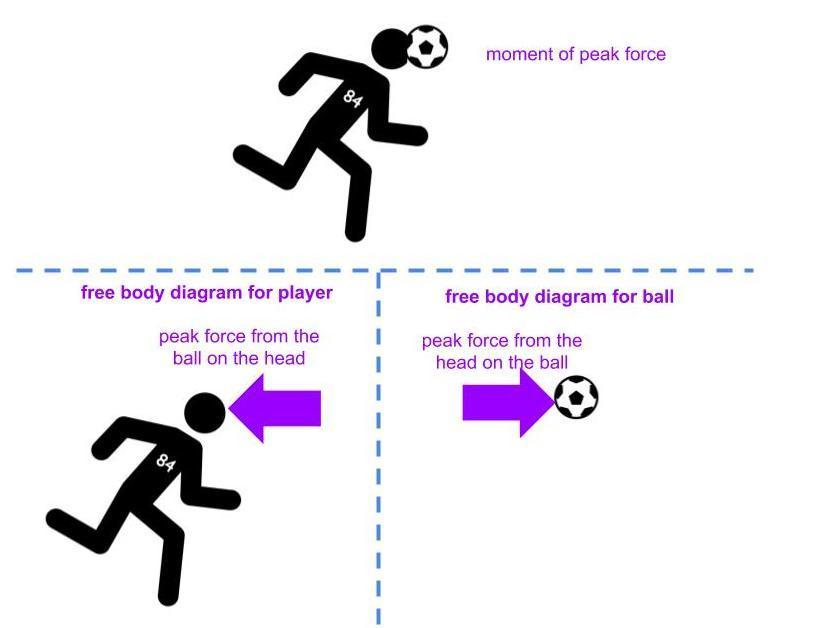 84
moment of peak force
free body diagram for player
peak force from the
ball on the head
84
free body diagram for ball
peak force from the
head on the ball